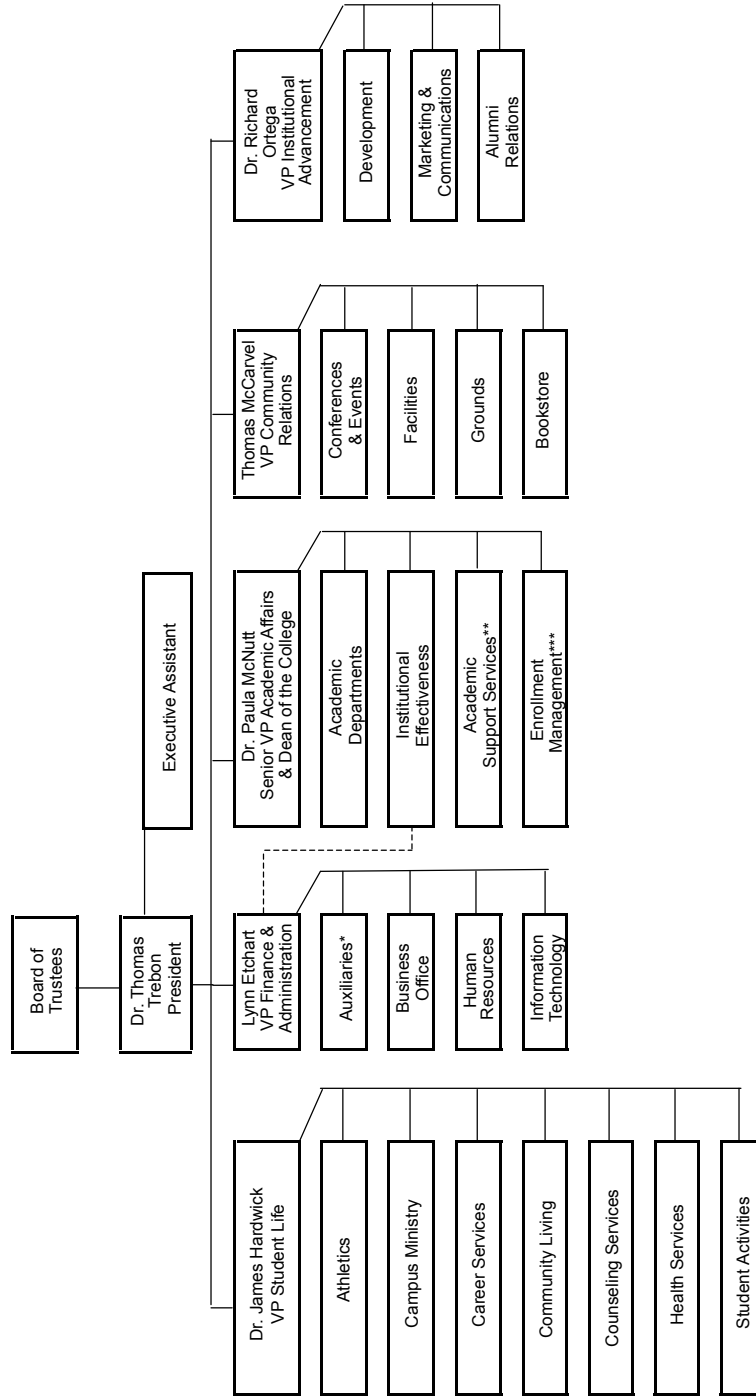 Board of
Trustees
Dr. Thomas
Trebon
President
Executive Assistant
Dr. James Hardwick
VP Student Life
Athletics
Campus Ministry
Career Services
Community Living
Counseling Services
Health Services
Student Activities
Lynn Etchart
VP Finance &
Administration
Auxiliaries*
Business
Office
Human
Resources
Information
Technology
Dr. Paula McNutt
Senior VP Academic Affairs
& Dean of the College
Academic
Departments
Institutional
Effectiveness
Academic
Support Services**
Enrollment
Management***
Thomas McCarvel
VP Community
Relations
Conferences
& Events
Facilities
Grounds
Bookstore
Dr. Richard
Ortega
VP Institutional
Advancement
Development
Marketing &
Communications
Alumni
Relations